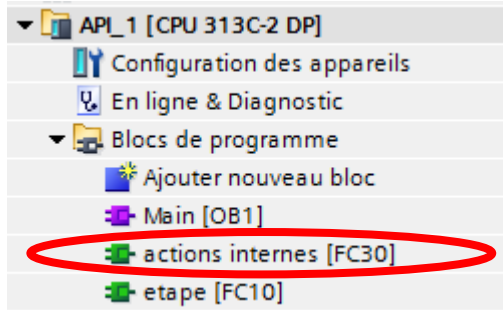 API_1 [CPU 313C-2 DP]
Configuration des appareils
En ligne & Diagnostic
Blocs de programme
Ajouter nouveau bloc
Main [OB1]
actions internes [FC30]
etape [FC10]